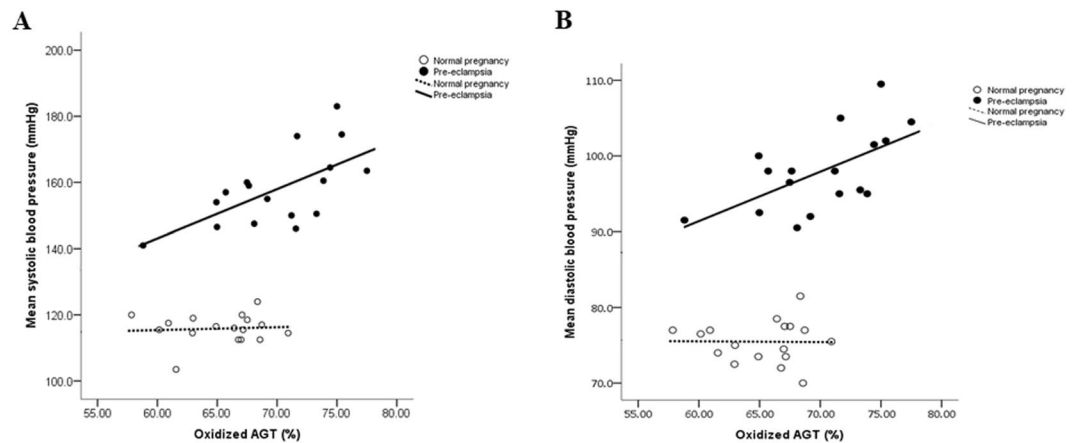 A
200.0
180.0
160.0
140.0
120.0
100.0
Mean systolic blood pressure (mmHg)
55.00 60.00 65.00 70.00 75.00 80.00
Oxidized AGT (%)
Normal pregnancy
Pre-eclampsia
Normal pregnancy
Pre-eclampsia
B
110.0
100.0
90.0
80.0
70.0
Mean diastolic blood pressure (mmHg)
55.00 60.00 65.00 70.00 75.00 80.00
Oxidized AGT (%)
Normal pregnancy
Pre-eclampsia
Normal pregnancy
Pre-eclampsia